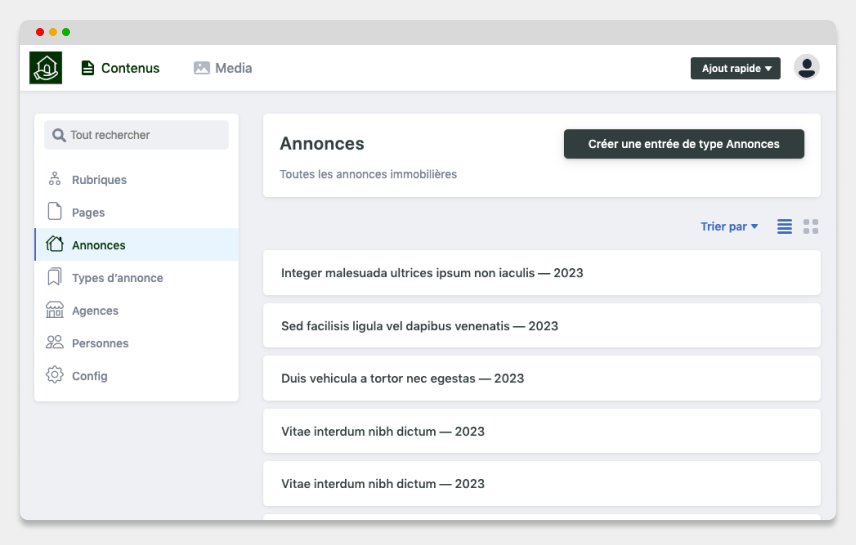 Contenus
Media
Ajout rapide
Tout rechercher
Rubriques
Pages
Annonces
Types d’annonce
Agences
Personnes
Config
Annonces
Créer une entrée de type Annonces
Toutes les annonces immobilières
Trier par
Integer malesuada ultrices ipsum non iaculis — 2023
Sed facilisis ligula vel dapibus venenatis — 2023
Duis vehicula a tortor nec egestas — 2023
Vitae interdum nibh dictum — 2023
Vitae interdum nibh dictum — 2023